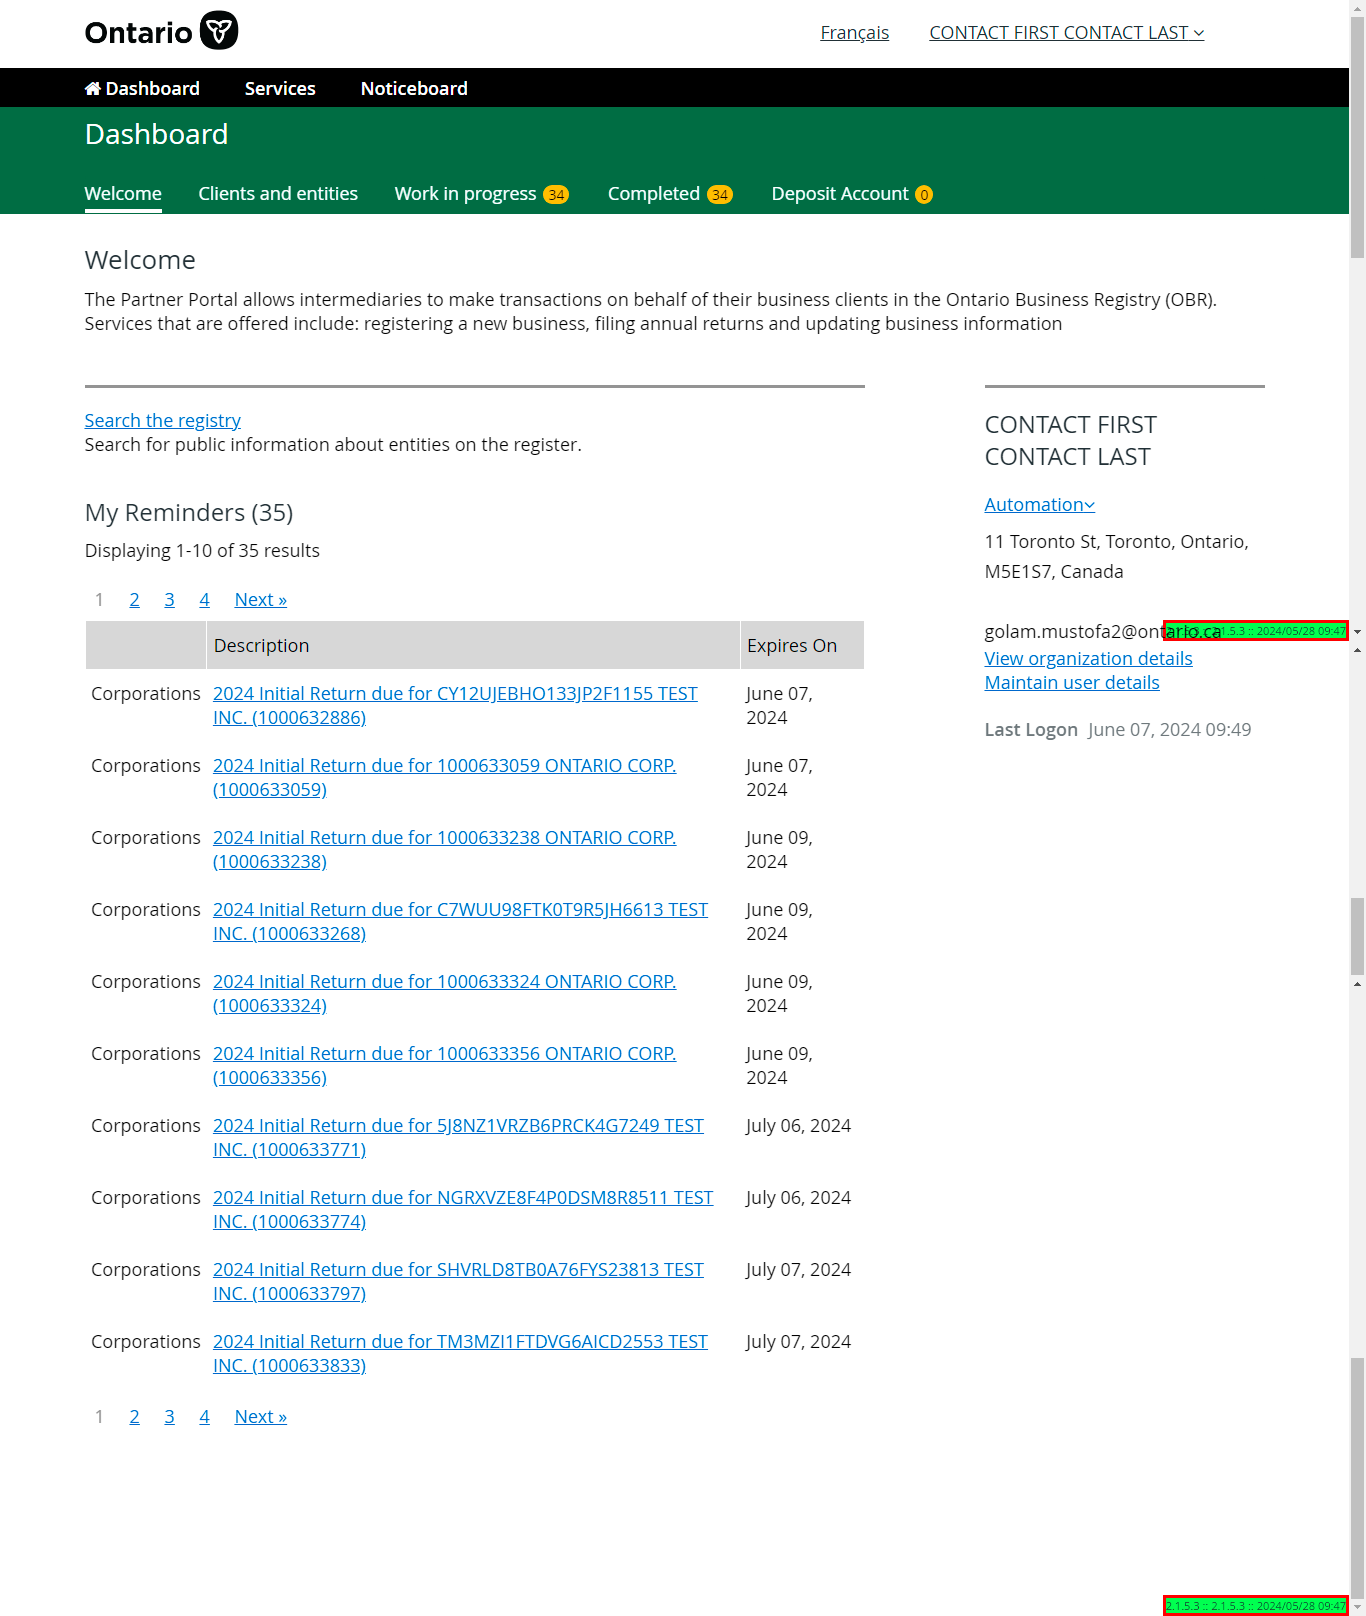 Ontario
Français CONTACT FIRST CONTACT LAST
Dashboard Services Noticeboard
Dashboard
Welcome Clients and entities Work in progress 34 Completed 34 Deposit Account 0
Welcome
The Partner Portal allows intermediaries to make transactions on behalf of their business clients in the Ontario Business Registry (OBR).
Services that are offered include: registering a new business, filing annual returns and updating business information
Search the registry
Search for public information about entities on the register.
My Reminders (35)
Displaying 1-10 of 35 results
1 2 3 4 Next »
Description Expires On
Corporations 2024 Initial Return due for CY12UJEBHO133JP2F1155 TEST June 07,
INC. (1000632886) 2024
Corporations 2024 Initial Return due for 1000633059 ONTARIO CORP. June 07,
(1000633059) 2024
Corporations 2024 Initial Return due for 1000633238 ONTARIO CORP. June 09,
(1000633238) 2024
Corporations 2024 Initial Return due for C7WUU98FTK0T9R5JH6613 TEST June 09,
INC. (1000633268) 2024
Corporations 2024 Initial Return due for 1000633324 ONTARIO CORP. June 09,
(1000633324) 2024
Corporations 2024 Initial Return due for 1000633356 ONTARIO CORP. June 09,
(1000633356) 2024
Corporations 2024 Initial Return due for 5J8NZ1VRZB6PRCK4G7249 TEST July 06, 2024
INC. (1000633771)
Corporations 2024 Initial Return due for NGRXVZE8F4P0DSM8R8511 TEST July 06, 2024
INC. (1000633774)
Corporations 2024 Initial Return due for SHVRLD8TB0A76FYS23813 TEST July 07, 2024
INC. (1000633797)
Corporations 2024 Initial Return due for TM3MZI1FTDVG6AICD2553 TEST July 07, 2024
INC. (1000633833)
1 2 3 4 Next »
CONTACT FIRST
CONTACT LAST
Automation
11 Toronto St, Toronto, Ontario,
M5E1S7, Canada
golam.mustofa2@ontario.ca
2.1.5.3 :: 2.1.5.3 :: 2024/05/28 09:47
View organization details
Maintain user details
Last Logon June 07, 2024 09:49
2.1.5.3 :: 2.1.5.3 :: 2024/05/28 09:47